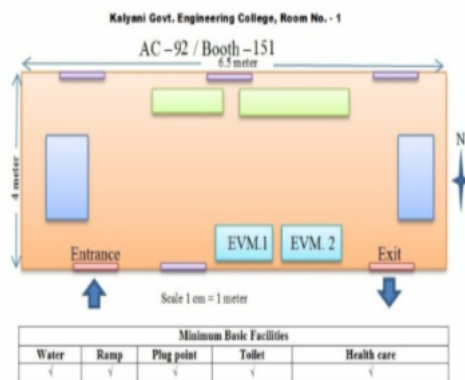 Kalyani Govt. Engineering College, Room No. - 1
AC –92 / Booth –151
6.5 meter
4 meter
N
EVM.1 EVM. 2
Entrance Exit
Scale 1 cm = 1 meter
Minimum Basic Facilities
Water Ramp Plug point Toilet Health care
√ √ √ √ √